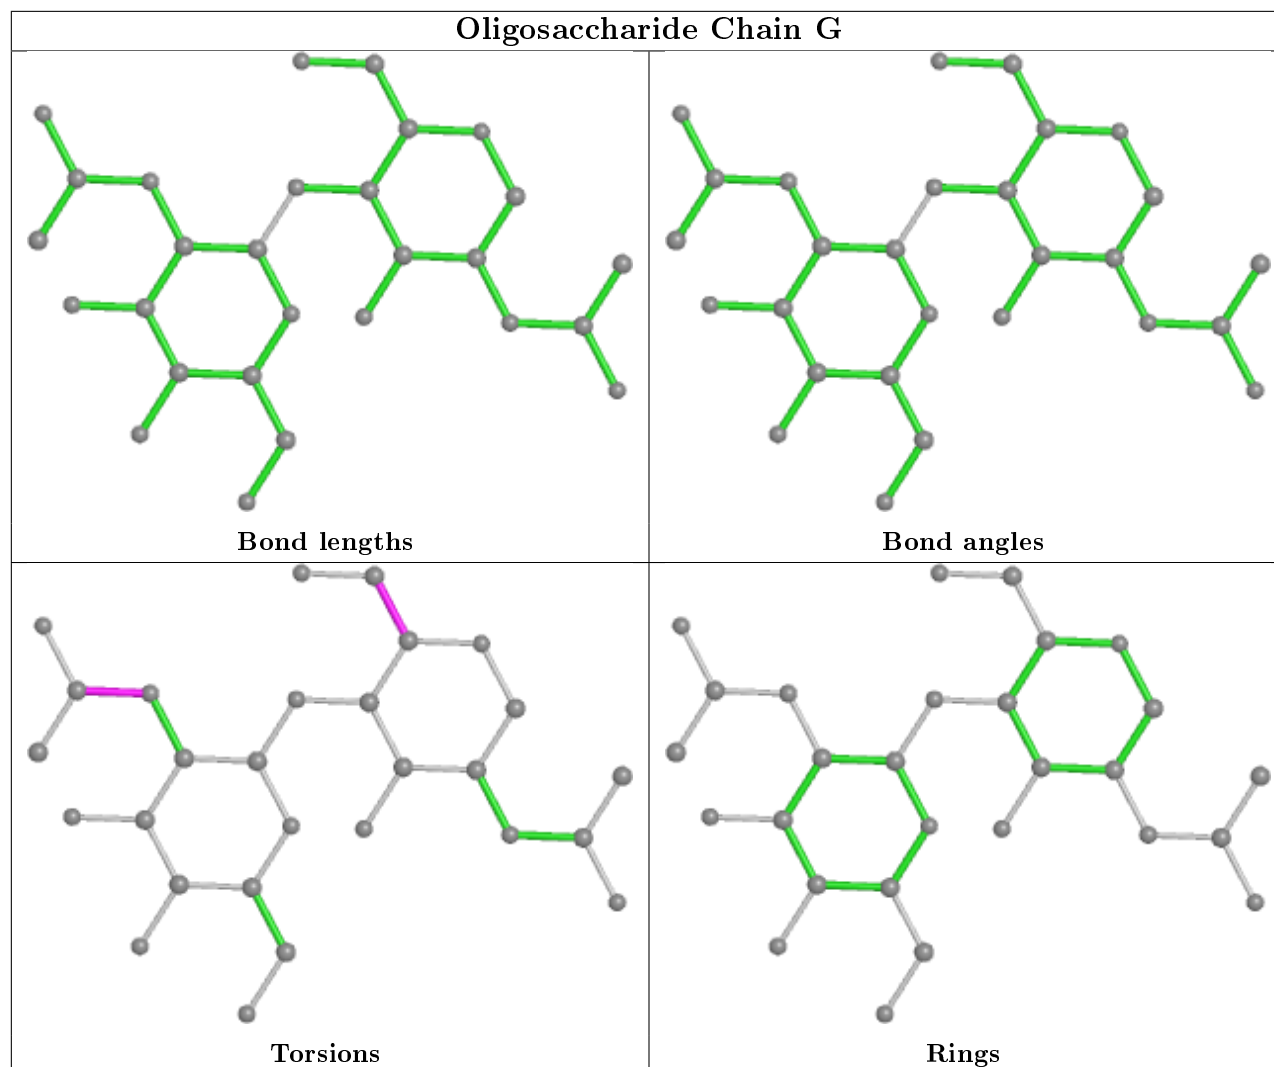 Oligosaccharide Chain G
Bond lengths
Bond angles
Torsions
Rings